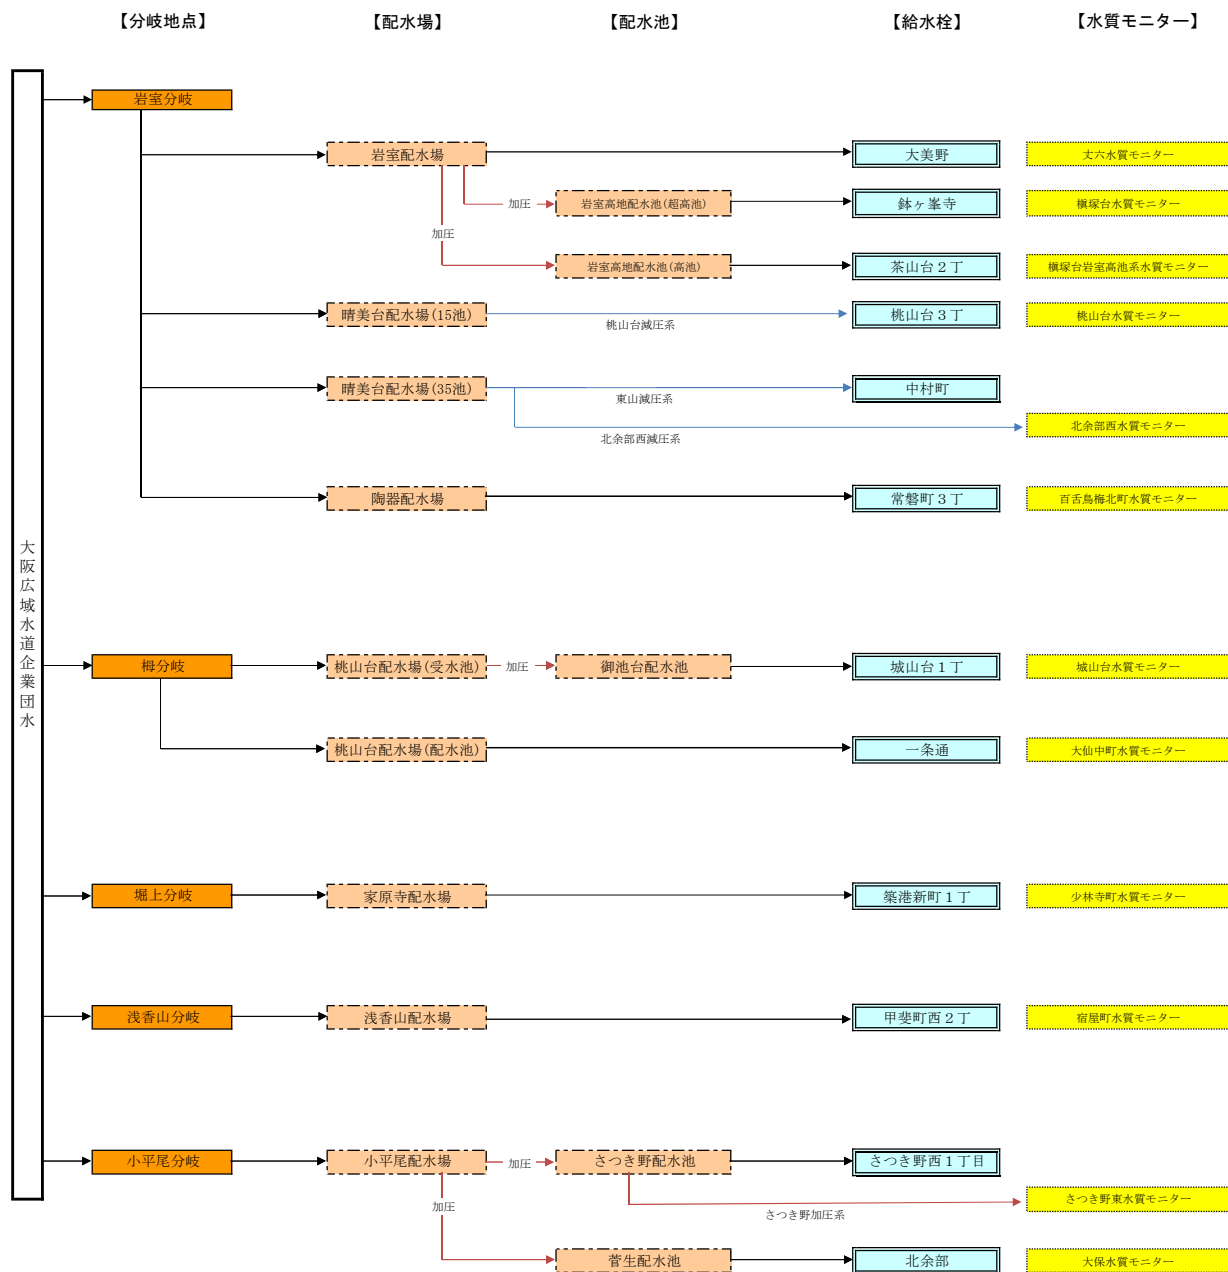 【分岐地点】 【配水場】 【配水池】 【給水栓】 【水質モニター】
大阪広域水道企業団水
岩室分岐
岩室配水場 大美野 丈六水質モニター
加圧 岩室高地配水池(超高池) 鉢ヶ峯寺 槇塚台水質モニター
加圧
岩室高地配水池(高池) 茶山台２丁 槇塚台岩室高池系水質モニター
晴美台配水場(15池) 桃山台３丁 桃山台水質モニター
桃山台減圧系
晴美台配水場(35池) 中村町
東山減圧系
北余部西水質モニター
北余部西減圧系
陶器配水場 常磐町３丁 百舌鳥梅北町水質モニター
栂分岐 桃山台配水場(受水池) 加圧 御池台配水池 城山台１丁 城山台水質モニター
桃山台配水場(配水池) 一条通 大仙中町水質モニター
堀上分岐 家原寺配水場 築港新町１丁 少林寺町水質モニター
浅香山分岐 浅香山配水場 甲斐町西２丁 宿屋町水質モニター
小平尾分岐 小平尾配水場 加圧 さつき野配水池 さつき野西１丁目
さつき野東水質モニター
加圧
さつき野加圧系
菅生配水池 北余部 大保水質モニター